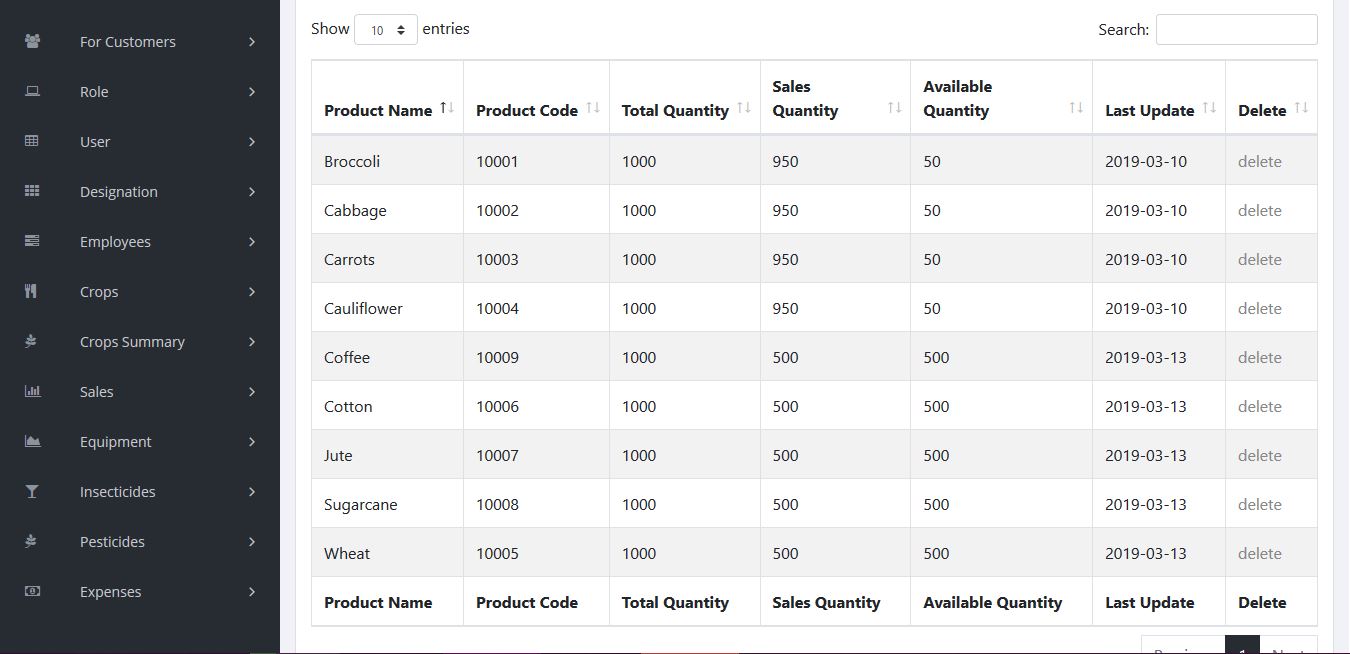 For Customers
Role
User
Designation
Employees
Crops
Crops Summary
Sales
Equipment
Insecticides
Pesticides
Expenses
Show 10 entries
Search:
Product Name Product Code Total Quantity Sales Quantity Available Quantity Last Update Delete
Broccoli 10001 1000 950 50 2019-03-10 delete
Cabbage 10002 1000 950 50 2019-03-10 delete
Carrots 10003 1000 950 50 2019-03-10 delete
Cauliflower 10004 1000 950 50 2019-03-10 delete
Coffee 10009 1000 500 500 2019-03-13 delete
Cotton 10006 1000 500 500 2019-03-13 delete
Jute 10007 1000 500 500 2019-03-13 delete
Sugarcane 10008 1000 500 500 2019-03-13 delete
Wheat 10005 1000 500 500 2019-03-13 delete
Product Name Product Code Total Quantity Sales Quantity Available Quantity Last Update Delete